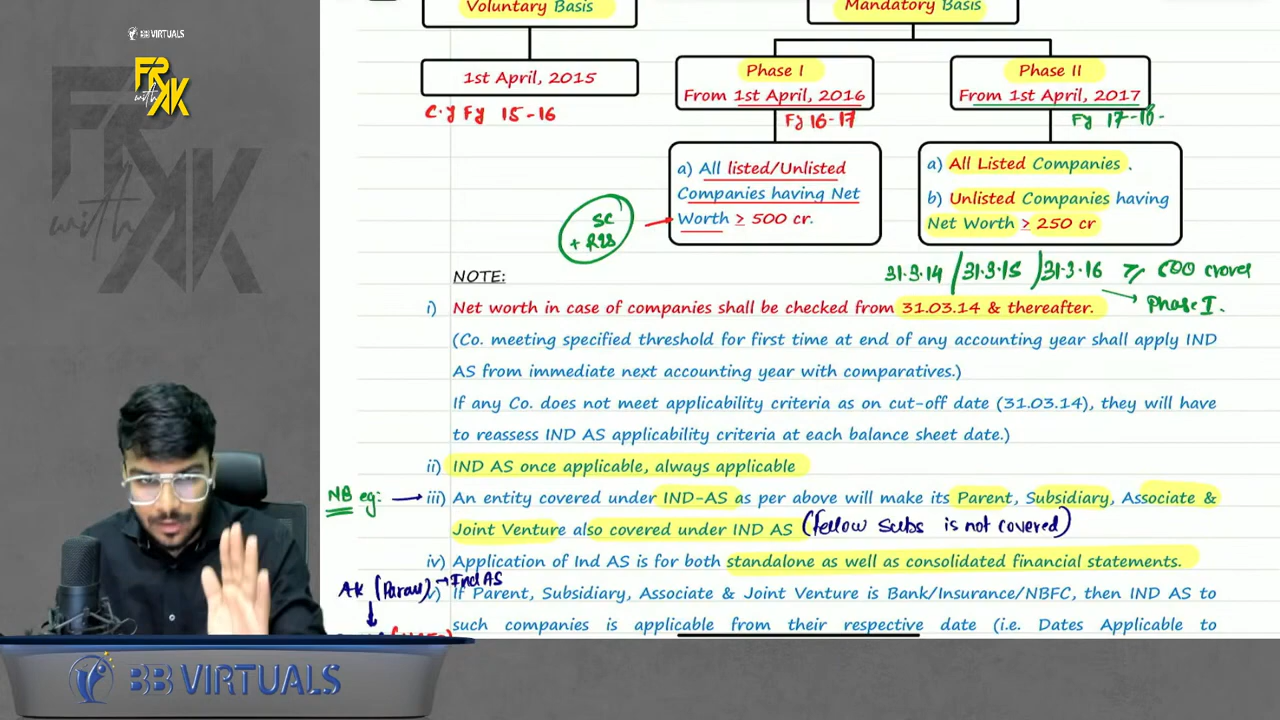 Voluntary Basis
Mandatory Basis
BB VIRTUALS
FR with AK
1st April, 2015
Phase I
From 1st April, 2016
Phase II
From 1st April, 2017
C.y Fy 15-16
Fy 16-17
Fy 17-18-
a) All listed/Unlisted
Companies having Net
Worth ≥ 500 cr.
a) All Listed Companies .
b) Unlisted Companies having
Net Worth ≥ 250 cr
SC
+ R&S
31.3.14 / 31.3.15 ) 31.3.16 ≥ 500 crores
→ Phase I.
NOTE:
i) Net worth in case of companies shall be checked from 31.03.14 & thereafter.
(Co. meeting specified threshold for first time at end of any accounting year shall apply IND
AS from immediate next accounting year with comparatives.)
If any Co. does not meet applicability criteria as on cut-off date (31.03.14), they will have
to reassess IND AS applicability criteria at each balance sheet date.)
ii) IND AS once applicable, always applicable
NB eg: → iii) An entity covered under IND-AS as per above will make its Parent, Subsidiary, Associate &
Joint Venture also covered under IND AS (fellow subs is not covered)
iv) Application of Ind AS is for both standalone as well as consolidated financial statements.
AK (Parent) → Ind AS
v) If Parent, Subsidiary, Associate & Joint Venture is Bank/Insurance/NBFC, then IND AS to
such companies is applicable from their respective date (i.e. Dates Applicable to
BB VIRTUALS
FR with AK